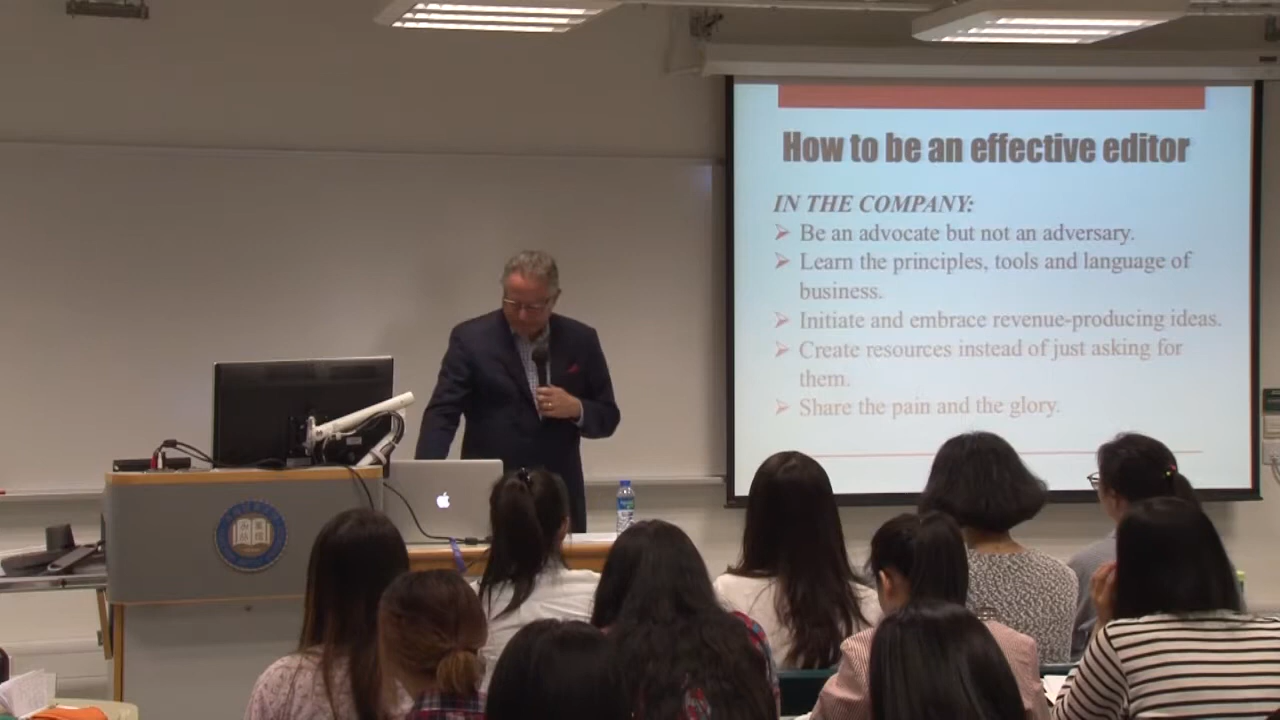 How to be an effective editor
IN THE COMPANY:
➢ Be an advocate but not an adversary.
➢ Learn the principles, tools and language of
business.
➢ Initiate and embrace revenue-producing ideas.
➢ Create resources instead of just asking for
them.
➢ Share the pain and the glory.